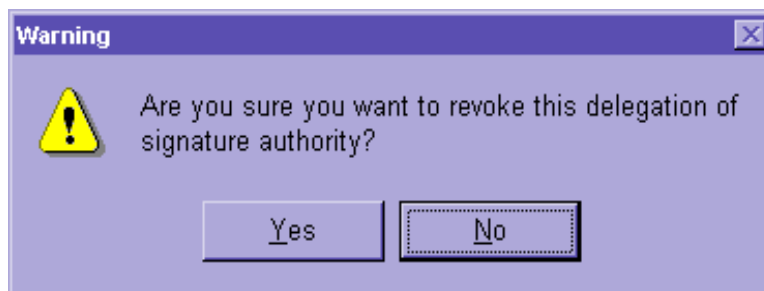 Warning
Are you sure you want to revoke this delegation of
signature authority?
Yes No